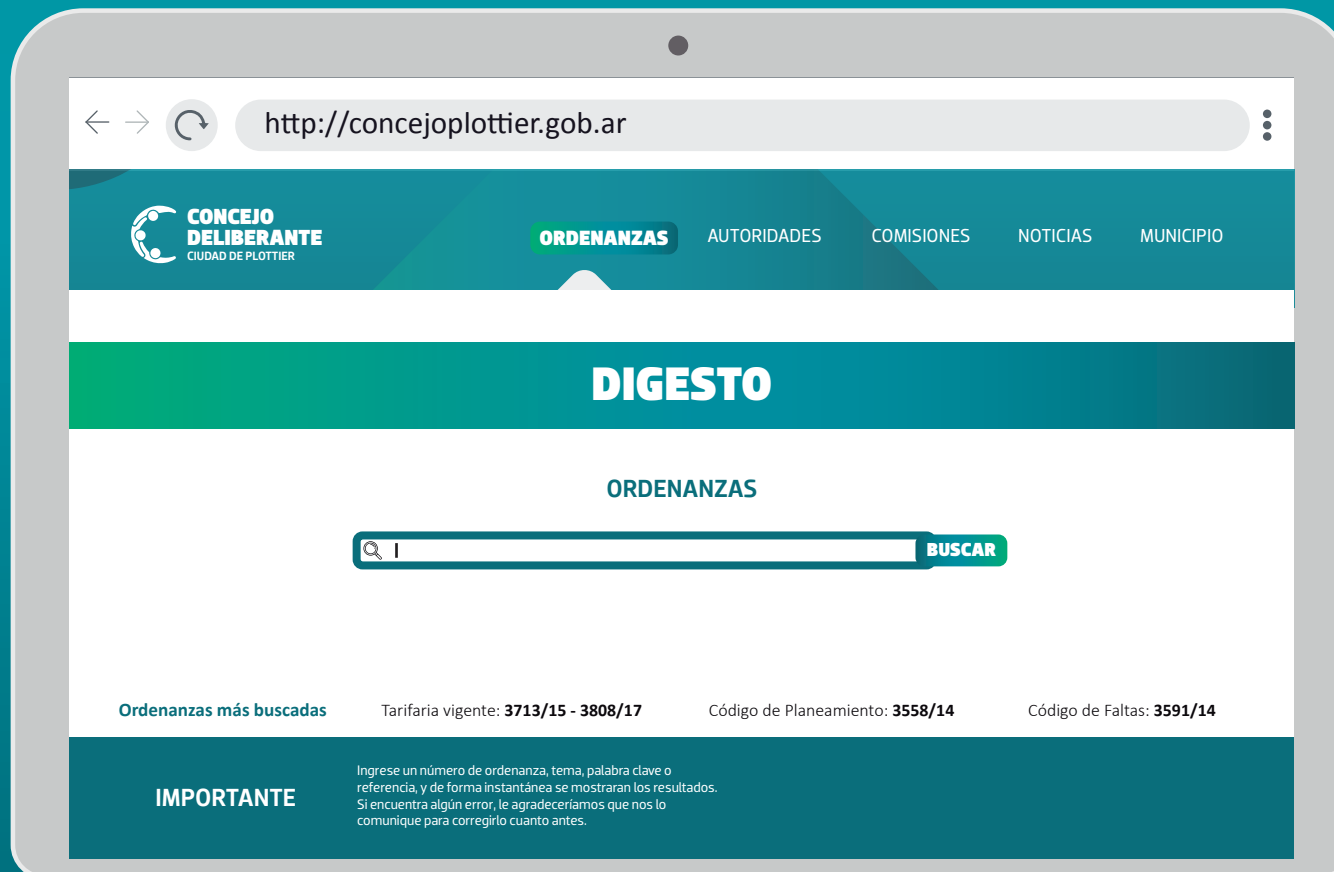 http://concejoplottier.gob.ar
CONCEJO
DELIBERANTE
CIUDAD DE PLOTTIER
ORDENANZAS AUTORIDADES COMISIONES NOTICIAS MUNICIPIO
DIGESTO
ORDENANZAS
BUSCAR
Ordenanzas más buscadas Tarifaria vigente: 3713/15 - 3808/17 Código de Planeamiento: 3558/14 Código de Faltas: 3591/14
IMPORTANTE
Ingrese un número de ordenanza, tema, palabra clave o
referencia, y de forma instantánea se mostraran los resultados.
Si encuentra algún error, le agradeceríamos que nos lo
comunique para corregirlo cuanto antes.